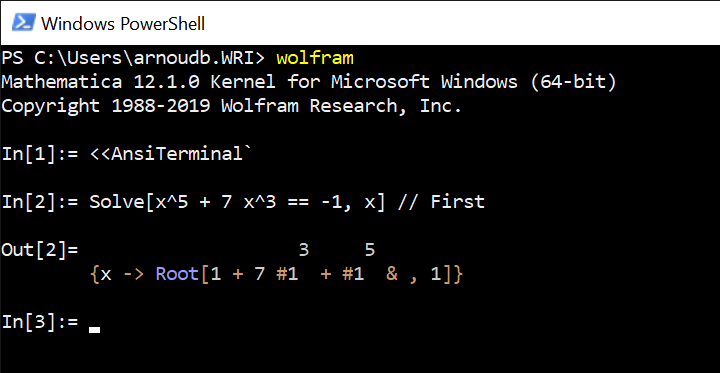 Windows PowerShell
PS C:\Users\arnoudb.WRI> wolfram
Mathematica 12.1.0 Kernel for Microsoft Windows (64-bit)
Copyright 1988-2019 Wolfram Research, Inc.
In[1]:= <<AnsiTerminal`
In[2]:= Solve[x^5 + 7 x^3 == -1, x] // First
Out[2]=                    3     5
        {x -> Root[1 + 7 #1  + #1  & , 1]}
In[3]:=